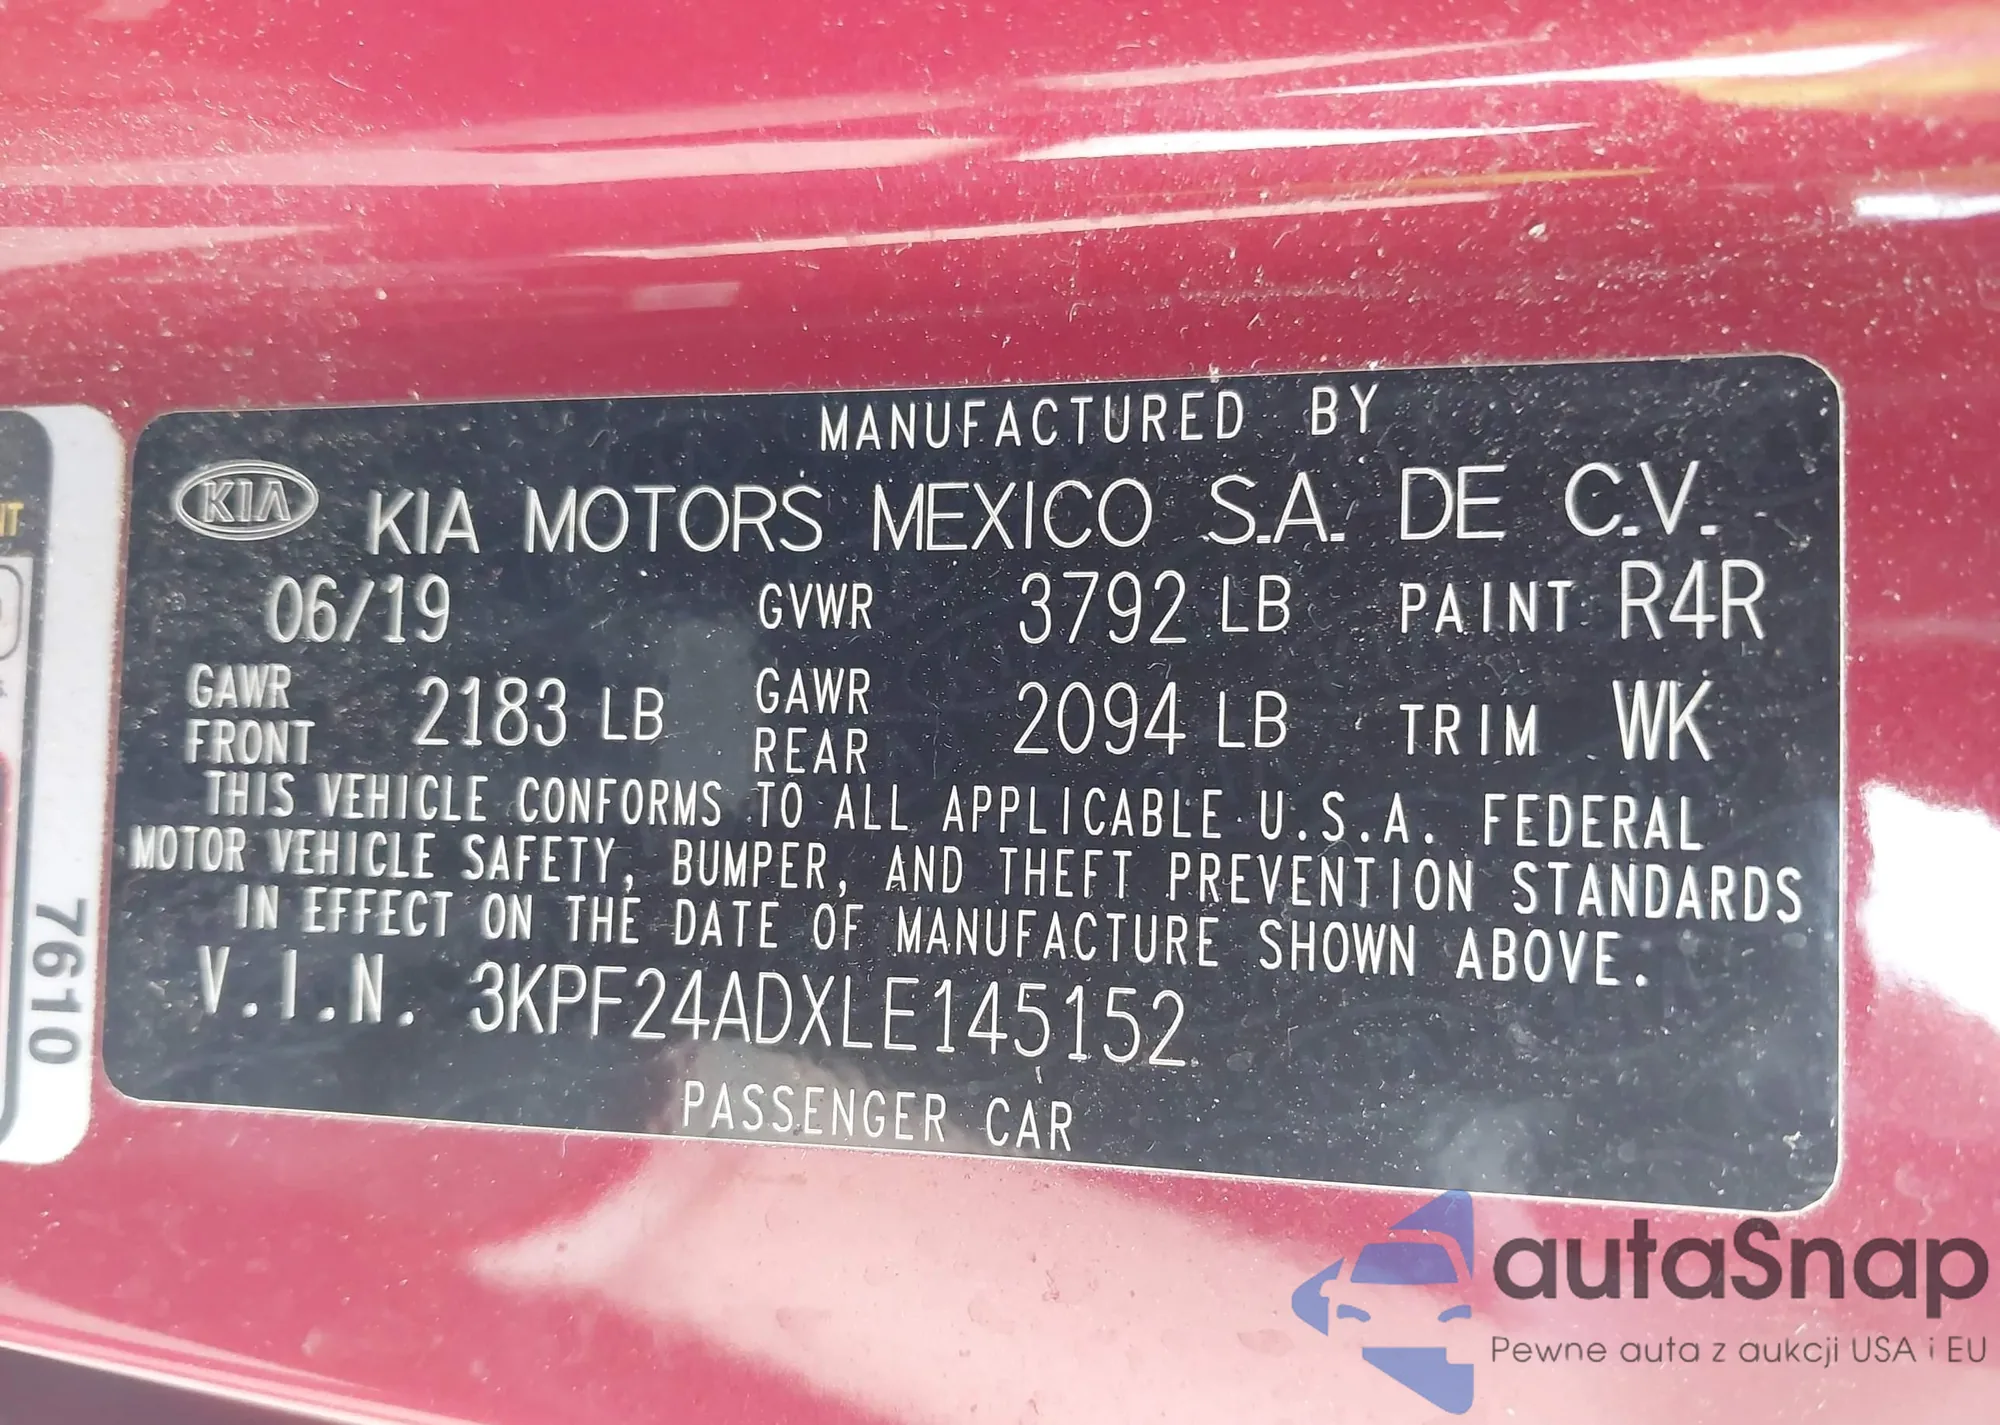 MANUFACTURED BY
KIA KIA MOTORS MEXICO S.A. DE C.V.
06/19 GVWR 3792 LB PAINT R4R
GAWR FRONT 2183 LB GAWR REAR 2094 LB TRIM WK
THIS VEHICLE CONFORMS TO ALL APPLICABLE U.S.A. FEDERAL
MOTOR VEHICLE SAFETY, BUMPER, AND THEFT PREVENTION STANDARDS
IN EFFECT ON THE DATE OF MANUFACTURE SHOWN ABOVE.
V.I.N. 3KPF24ADXLE145152
PASSENGER CAR
7610
autaSnap
Pewne auta z aukcji USA i EU